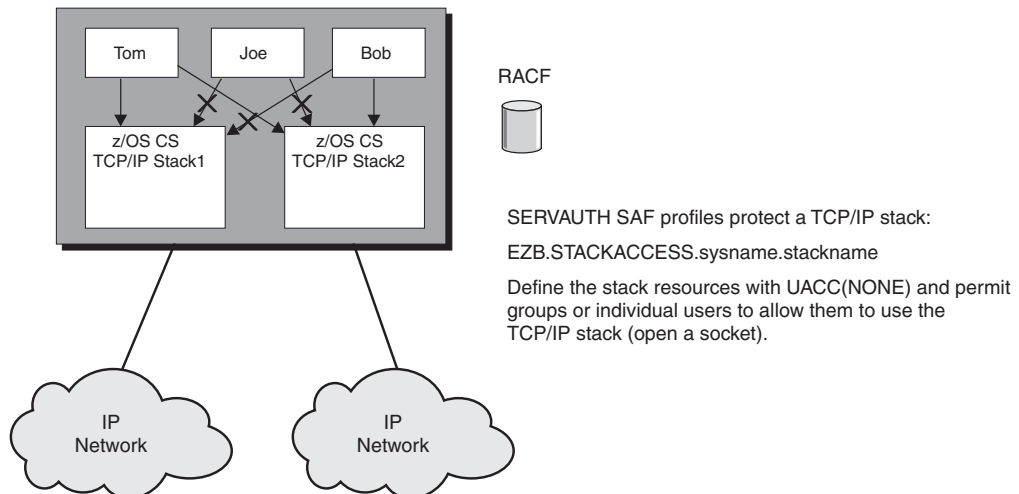 Tom
Joe
Bob
RACF
z/OS CS
TCP/IP Stack1
z/OS CS
TCP/IP Stack2
SERVAUTH SAF profiles protect a TCP/IP stack:
EZB.STACKACCESS.sysname.stackname
Define the stack resources with UACC(NONE) and permit
groups or individual users to allow them to use the
TCP/IP stack (open a socket).
IP
Network
IP
Network